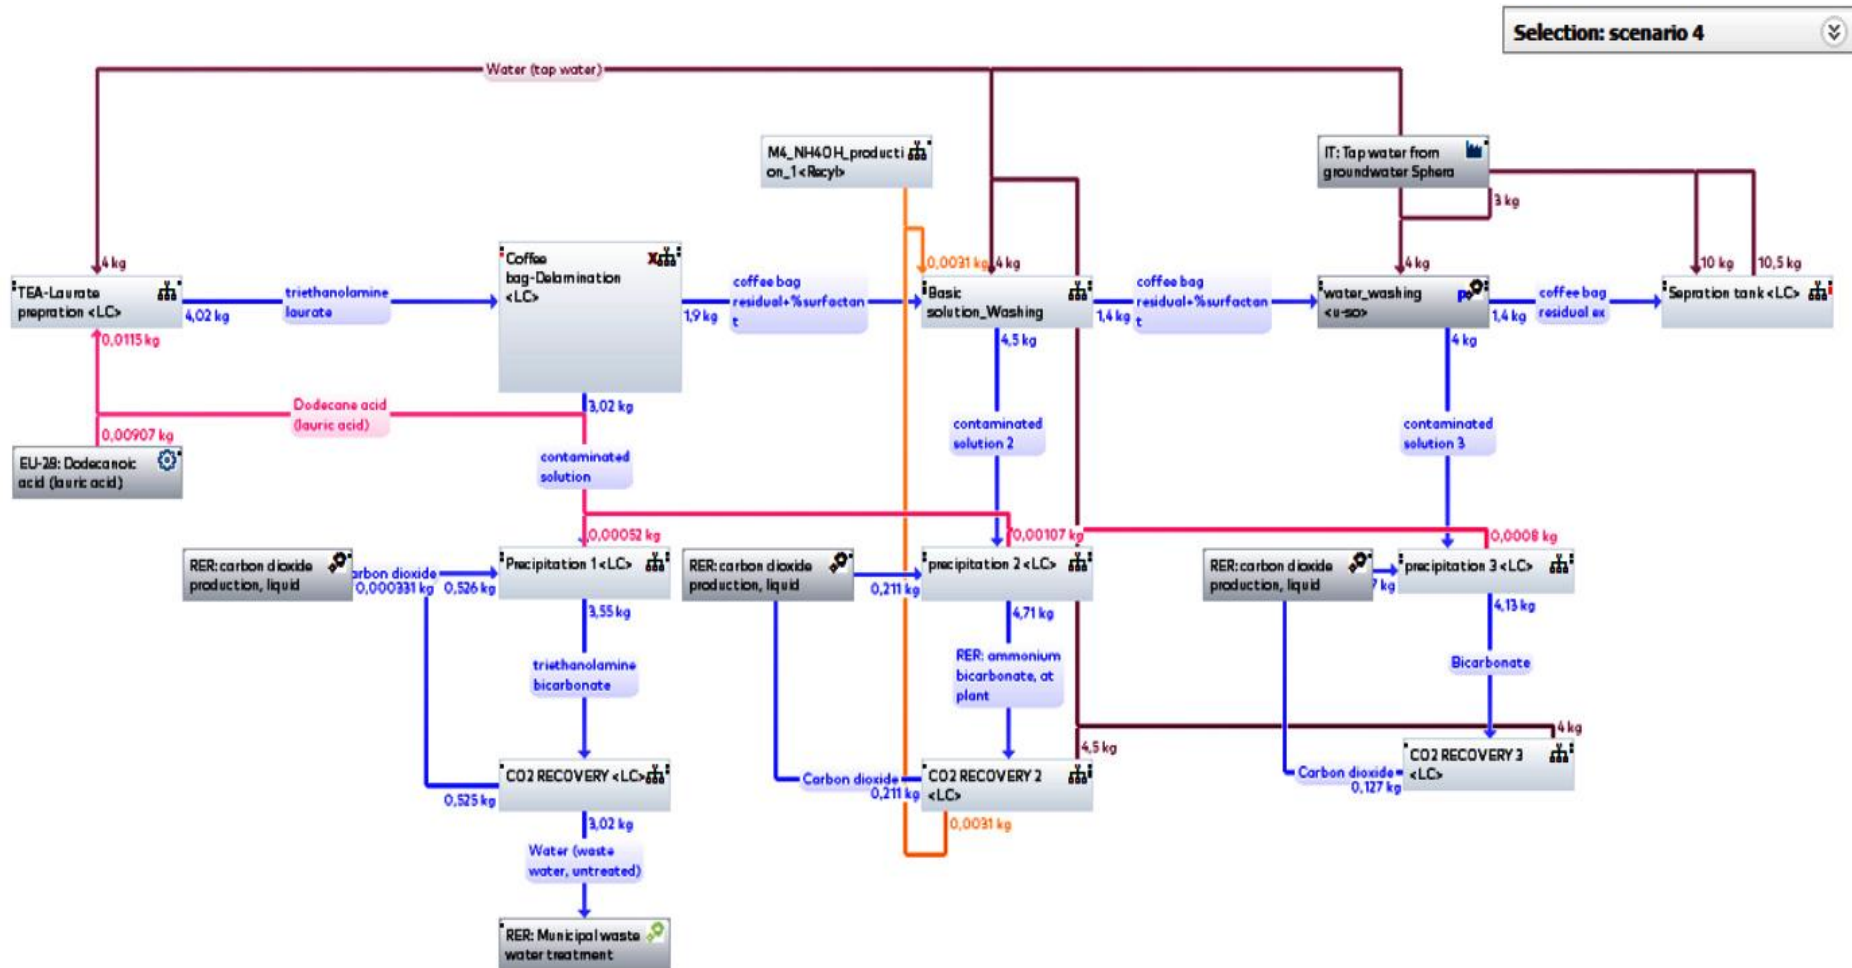 Selection: scenario 4
Water (tap water)
M4_NH4OH_producti
on_1 <Recyl>
IT: Tap water from
groundwater Sphera
3 kg
4 kg
0,0031 kg
4 kg
4 kg
10 kg
10,5 kg
TEA-Laurate
prepration <LC>
4,02 kg
triethanolamine
laurate
Coffee
bag-Delamination
<LC>
1,9 kg
coffee bag
residual+%surfactan
t
Basic
solution_Washing
1,4 kg
coffee bag
residual+%surfactan
t
water_washing
<u-so>
1,4 kg
coffee bag
residual ex
Sepration tank <LC>
0,0115 kg
4,5 kg
4 kg
Dodecane acid
(lauric acid)
3,02 kg
0,00907 kg
EU-28: Dodecanoic
acid (lauric acid)
contaminated
solution
contaminated
solution 2
contaminated
solution 3
0,00052 kg
0,00107 kg
0,0008 kg
RER: carbon dioxide
production, liquid
arbon dioxide
0,000331 kg
0,526 kg
Precipitation 1 <LC>
RER: carbon dioxide
production, liquid
0,211 kg
precipitation 2 <LC>
RER: carbon dioxide
production, liquid
7 kg
precipitation 3 <LC>
3,55 kg
4,71 kg
4,13 kg
triethanolamine
bicarbonate
RER: ammonium
bicarbonate, at
plant
Bicarbonate
4 kg
4,5 kg
0,525 kg
CO2 RECOVERY <LC>
Carbon dioxide
0,211 kg
CO2 RECOVERY 2
<LC>
Carbon dioxide
0,127 kg
CO2 RECOVERY 3
<LC>
3,02 kg
0,0031 kg
Water (waste
water, untreated)
RER: Municipal waste
water treatment